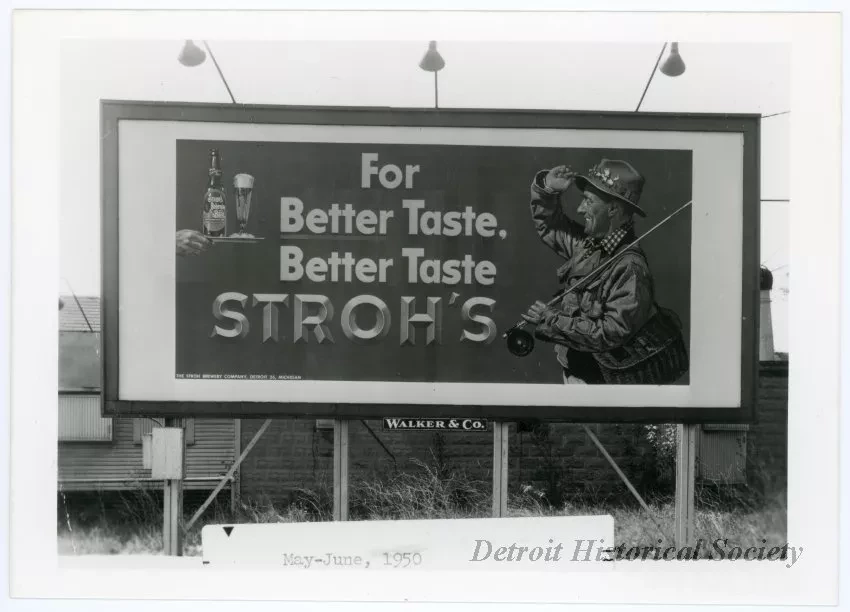 For
Better Taste,
Better Taste
STROH'S
THE STROH BREWERY COMPANY, DETROIT 26, MICHIGAN
WALKER & CO.
May-June, 1950
Detroit Historical Society